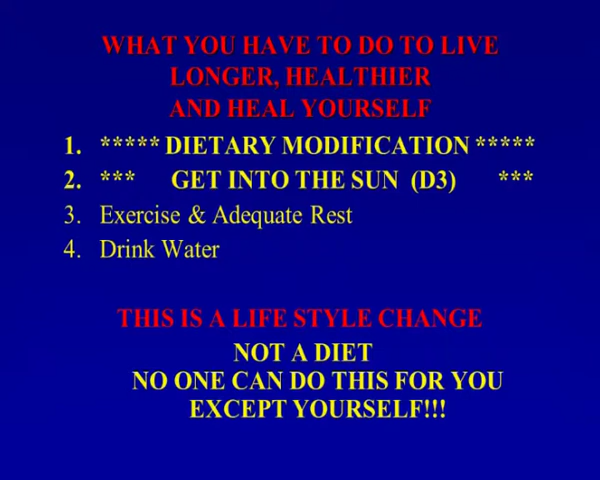 WHAT YOU HAVE TO DO TO LIVE
LONGER, HEALTHIER
AND HEAL YOURSELF
1. ***** DIETARY MODIFICATION *****
2. *** GET INTO THE SUN (D3) ***
3. Exercise & Adequate Rest
4. Drink Water
THIS IS A LIFE STYLE CHANGE
NOT A DIET
NO ONE CAN DO THIS FOR YOU
EXCEPT YOURSELF!!!